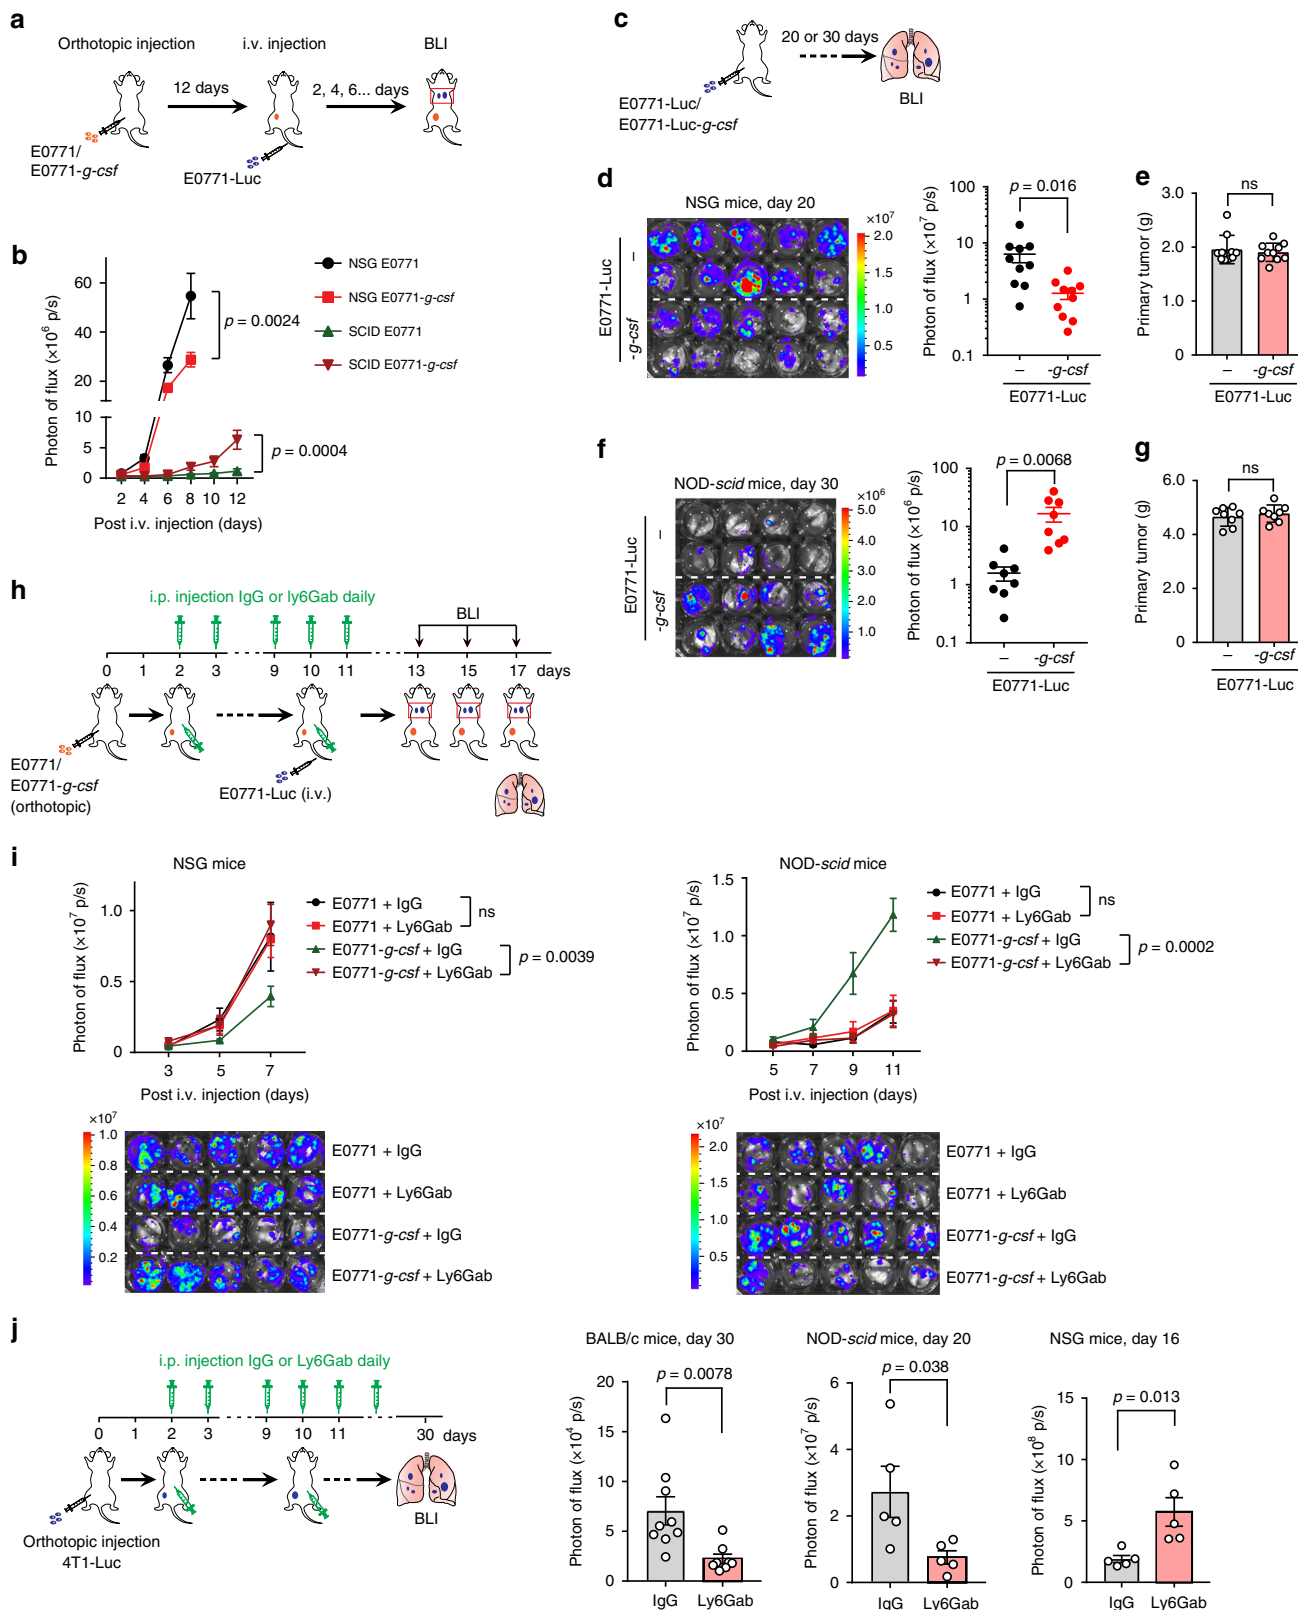 a
Orthotopic injection
i.v. injection
BLI
12 days
2, 4, 6... days
E0771/
E0771-g-csf
E0771-Luc
c
20 or 30 days
E0771-Luc/
E0771-Luc-g-csf
BLI
b
Photon of flux (×10⁶ p/s)
60
40
20
10
5
0
2 4 6 8 10 12
Post i.v. injection (days)
NSG E0771
NSG E0771-g-csf
SCID E0771
SCID E0771-g-csf
p = 0.0024
p = 0.0004
d
NSG mice, day 20
E0771-Luc
–
-g-csf
×10⁷
2.0
1.5
1.0
0.5
Photon of flux (×10⁷ p/s)
100
10
1
0.1
p = 0.016
– -g-csf
E0771-Luc
e
Primary tumor (g)
3.0
2.0
1.0
0
ns
– -g-csf
E0771-Luc
f
NOD-scid mice, day 30
E0771-Luc
–
-g-csf
×10⁶
5.0
4.0
3.0
2.0
1.0
Photon of flux (×10⁶ p/s)
100
10
1
0.1
p = 0.0068
– -g-csf
E0771-Luc
g
Primary tumor (g)
6.0
4.0
2.0
0
ns
– -g-csf
E0771-Luc
h
i.p. injection IgG or ly6Gab daily
BLI
0 1 2 3 9 10 11 13 15 17 days
E0771/
E0771-g-csf
(orthotopic)
E0771-Luc (i.v.)
i
NSG mice
Photon of flux (×10⁷ p/s)
1.0
0.5
0
3 5 7
Post i.v. injection (days)
E0771 + IgG
E0771 + Ly6Gab
E0771-g-csf + IgG
E0771-g-csf + Ly6Gab
ns
p = 0.0039
×10⁷
1.0
0.8
0.6
0.4
0.2
E0771 + IgG
E0771 + Ly6Gab
E0771-g-csf + IgG
E0771-g-csf + Ly6Gab
NOD-scid mice
Photon of flux (×10⁷ p/s)
1.5
1.0
0.5
0
5 7 9 11
Post i.v. injection (days)
E0771 + IgG
E0771 + Ly6Gab
E0771-g-csf + IgG
E0771-g-csf + Ly6Gab
ns
p = 0.0002
×10⁷
2.0
1.5
1.0
0.5
E0771 + IgG
E0771 + Ly6Gab
E0771-g-csf + IgG
E0771-g-csf + Ly6Gab
j
i.p. injection IgG or Ly6Gab daily
0 1 2 3 9 10 11 30 days
Orthotopic injection
4T1-Luc
BLI
BALB/c mice, day 30
Photon of flux (×10⁴ p/s)
20
15
10
5
0
p = 0.0078
IgG Ly6Gab
NOD-scid mice, day 20
Photon of flux (×10⁷ p/s)
6
4
2
0
p = 0.038
IgG Ly6Gab
NSG mice, day 16
Photon of flux (×10⁸ p/s)
15
10
5
0
p = 0.013
IgG Ly6Gab